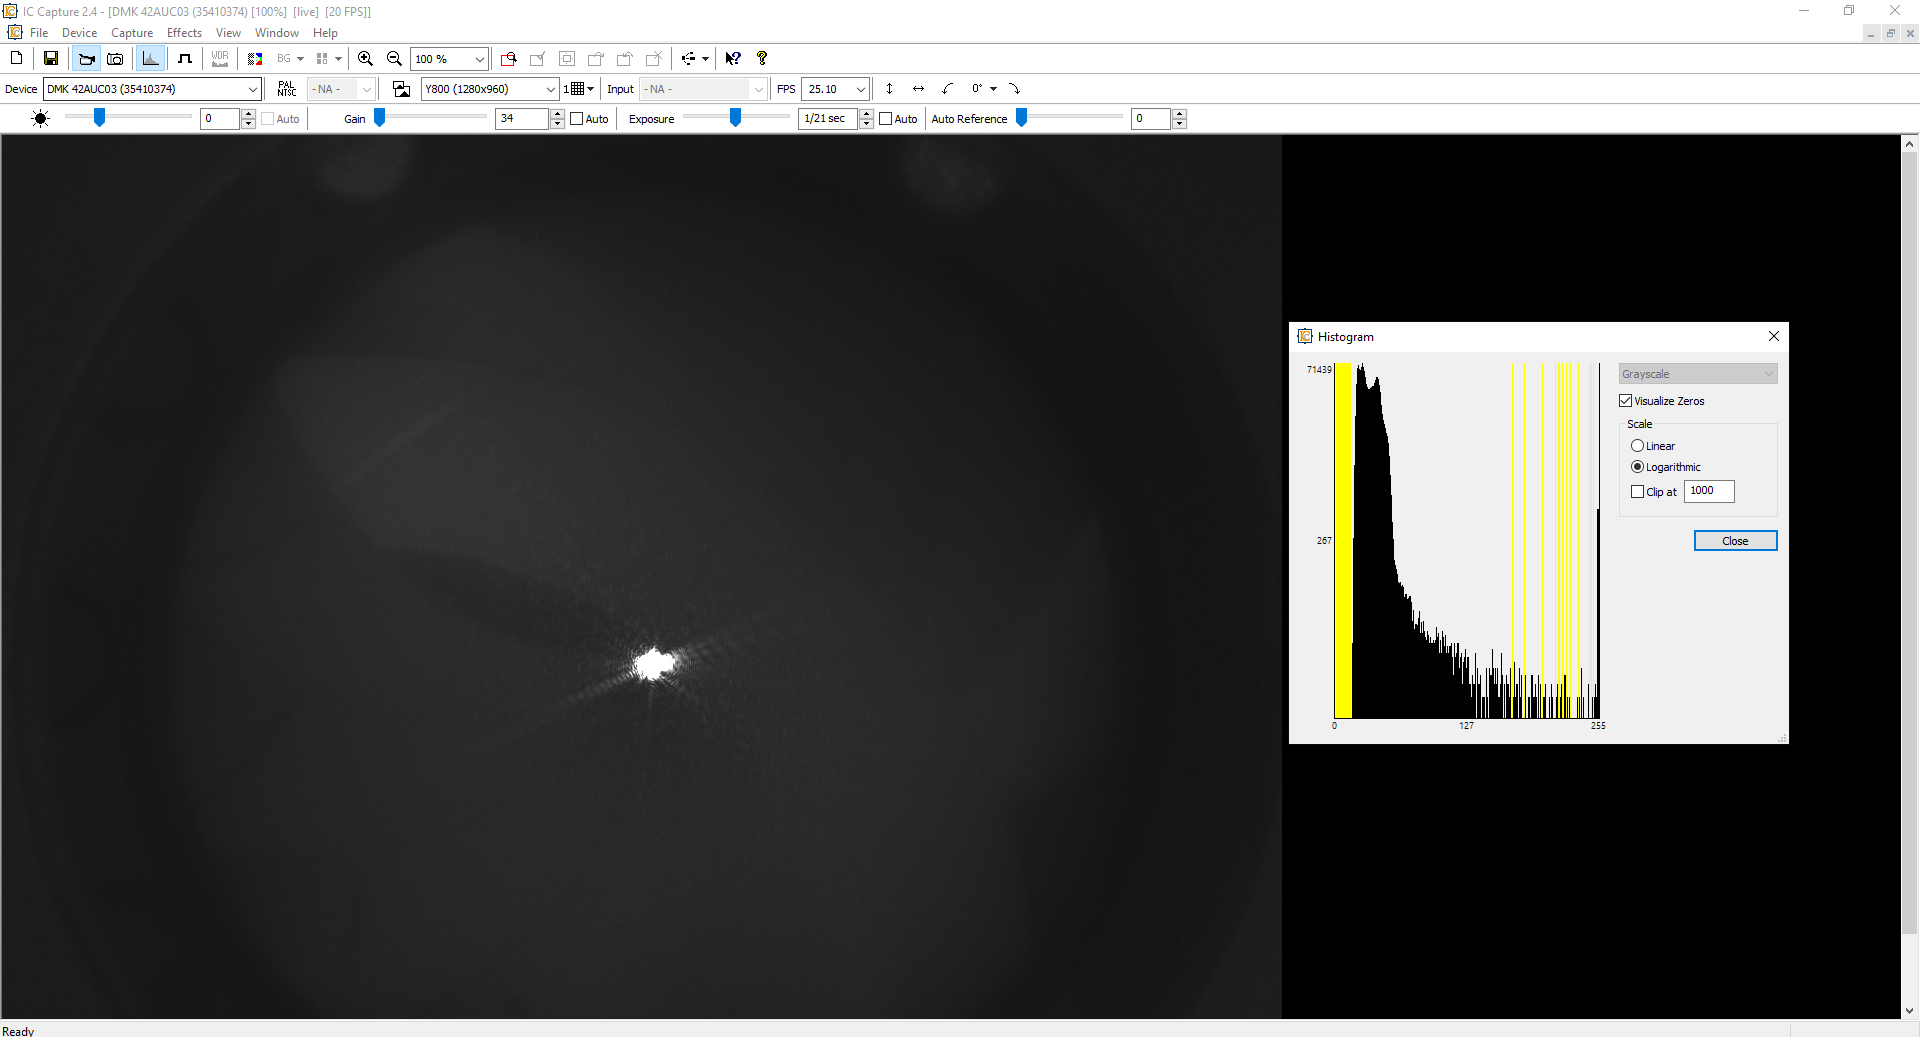 IC Capture 2.4 - [DMK 42AUC03 (35410374) [100%]  [live]  [20 FPS]]
File Device Capture Effects View Window Help
WDR BG 100 %
Device DMK 42AUC03 (35410374) PAL NTSC - NA - Y800 (1280x960) 1 Input - NA - FPS 25.10 0°
0 Auto Gain 34 Auto Exposure 1/21 sec Auto Auto Reference 0
Histogram
71439
Grayscale
Visualize Zeros
Scale
Linear
Logarithmic
Clip at 1000
267
Close
0 127 255
Ready